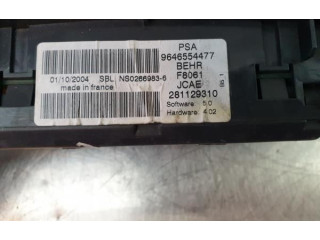 PSA
9646554477
BEHR
01/10/2004 SBL NS0266983-6
F8061
made in france
JCAE
281129310
Software 5.0
Hardware 4.02